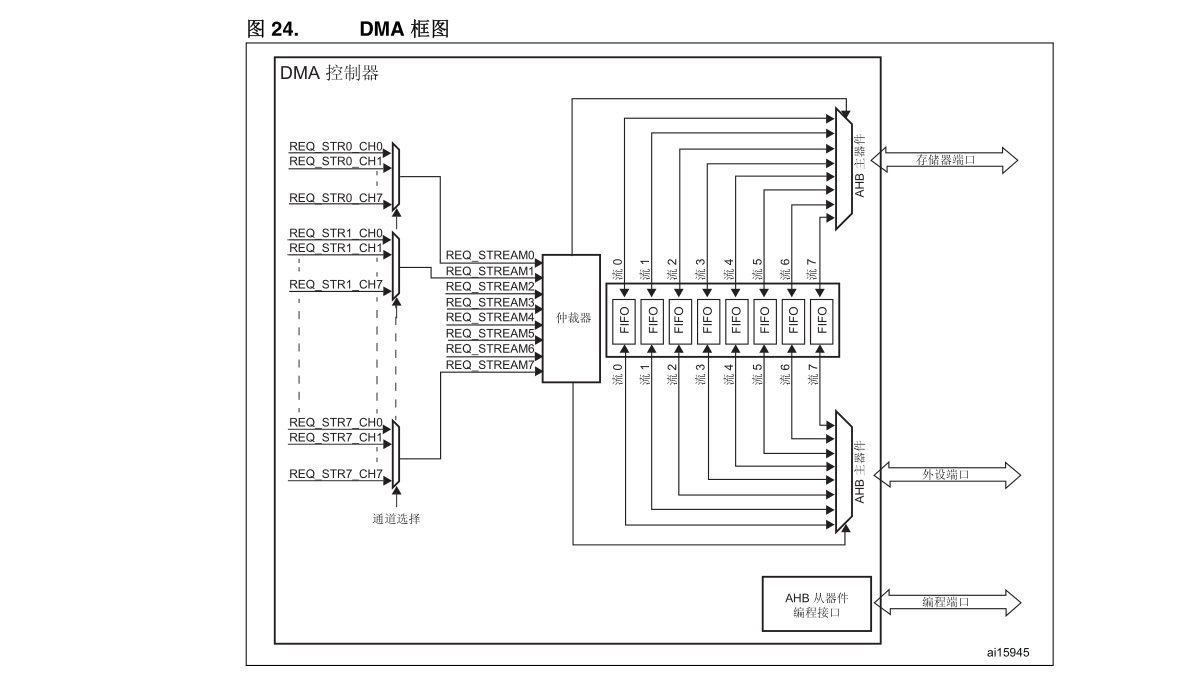 图 24. DMA 框图
DMA 控制器
REQ_STR0_CH0
REQ_STR0_CH1
REQ_STR0_CH7
REQ_STR1_CH0
REQ_STR1_CH1
REQ_STR1_CH7
REQ_STR7_CH0
REQ_STR7_CH1
REQ_STR7_CH7
通道选择
REQ_STREAM0
REQ_STREAM1
REQ_STREAM2
REQ_STREAM3
REQ_STREAM4
REQ_STREAM5
REQ_STREAM6
REQ_STREAM7
仲裁器
流 0
流 1
流 2
流 3
流 4
流 5
流 6
流 7
FIFO
FIFO
FIFO
FIFO
FIFO
FIFO
FIFO
FIFO
流 0
流 1
流 2
流 3
流 4
流 5
流 6
流 7
AHB 主器件
存储器端口
AHB 主器件
外设端口
AHB 从器件
编程接口
编程端口
ai15945